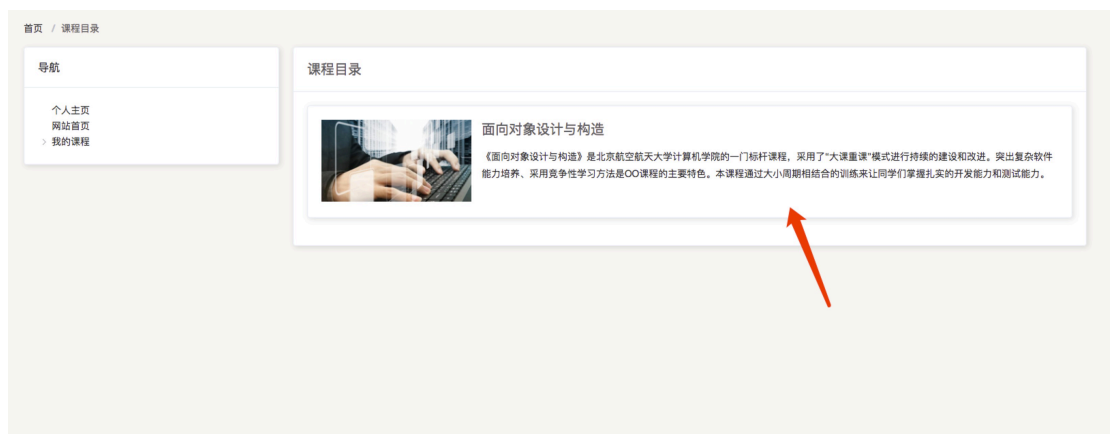 首页 / 课程目录
导航
个人主页
网站首页
> 我的课程
课程目录
面向对象设计与构造
《面向对象设计与构造》是北京航空航天大学计算机学院的一门标杆课程，采用了“大课重课”模式进行持续的建设和改进。突出复杂软件
能力培养、采用竞争性学习方法是OO课程的主要特色。本课程通过大小周期相结合的训练来让同学们掌握扎实的开发能力和测试能力。